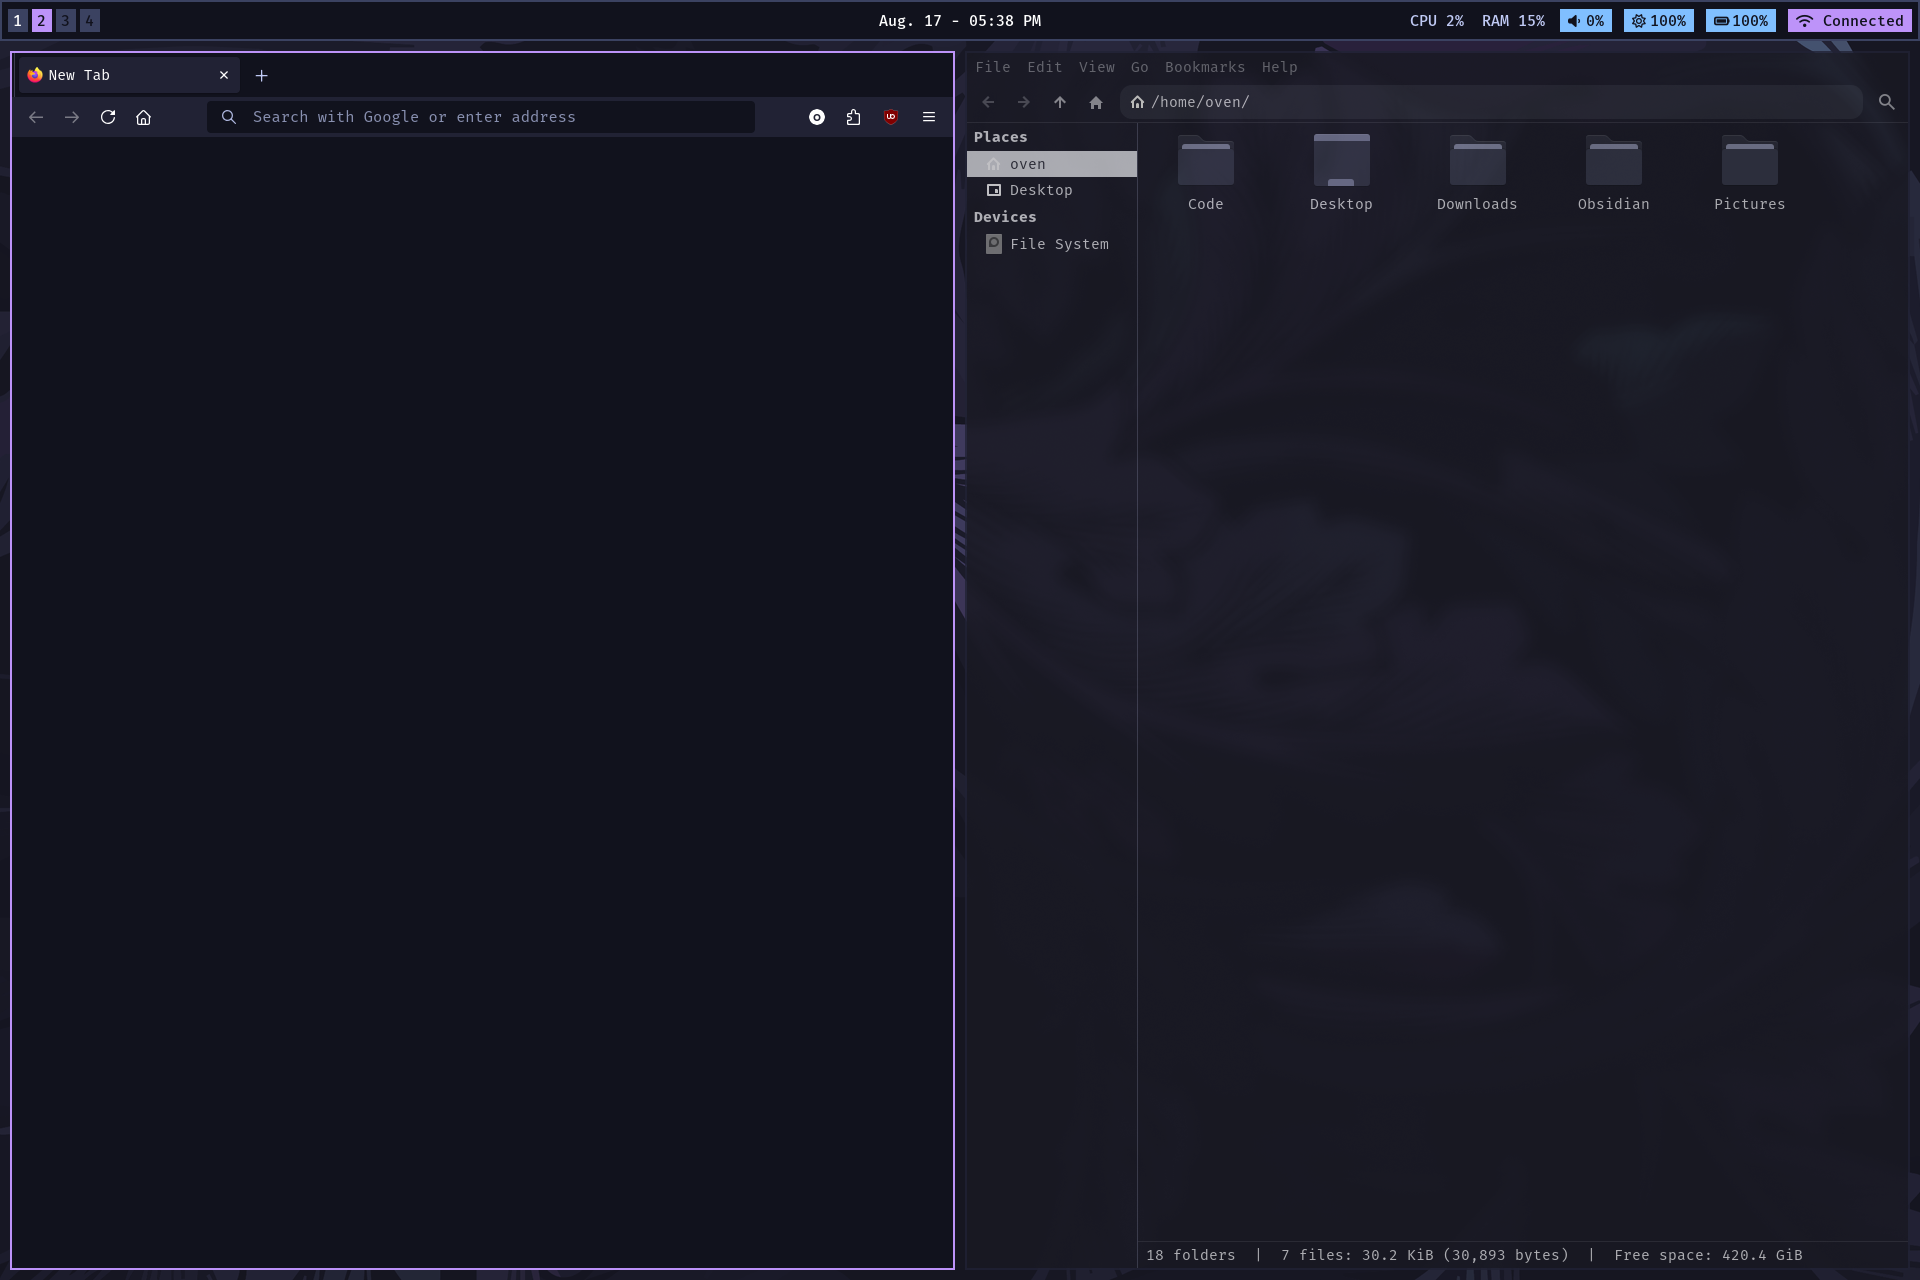 1 2 3 4 Aug. 17 - 05:38 PM CPU 2% RAM 15% 0% 100% 100% Connected
New Tab
Search with Google or enter address
File Edit View Go Bookmarks Help
/home/oven/
Places
oven
Desktop
Devices
File System
Code Desktop Downloads Obsidian Pictures
18 folders | 7 files: 30.2 KiB (30,893 bytes) | Free space: 420.4 GiB